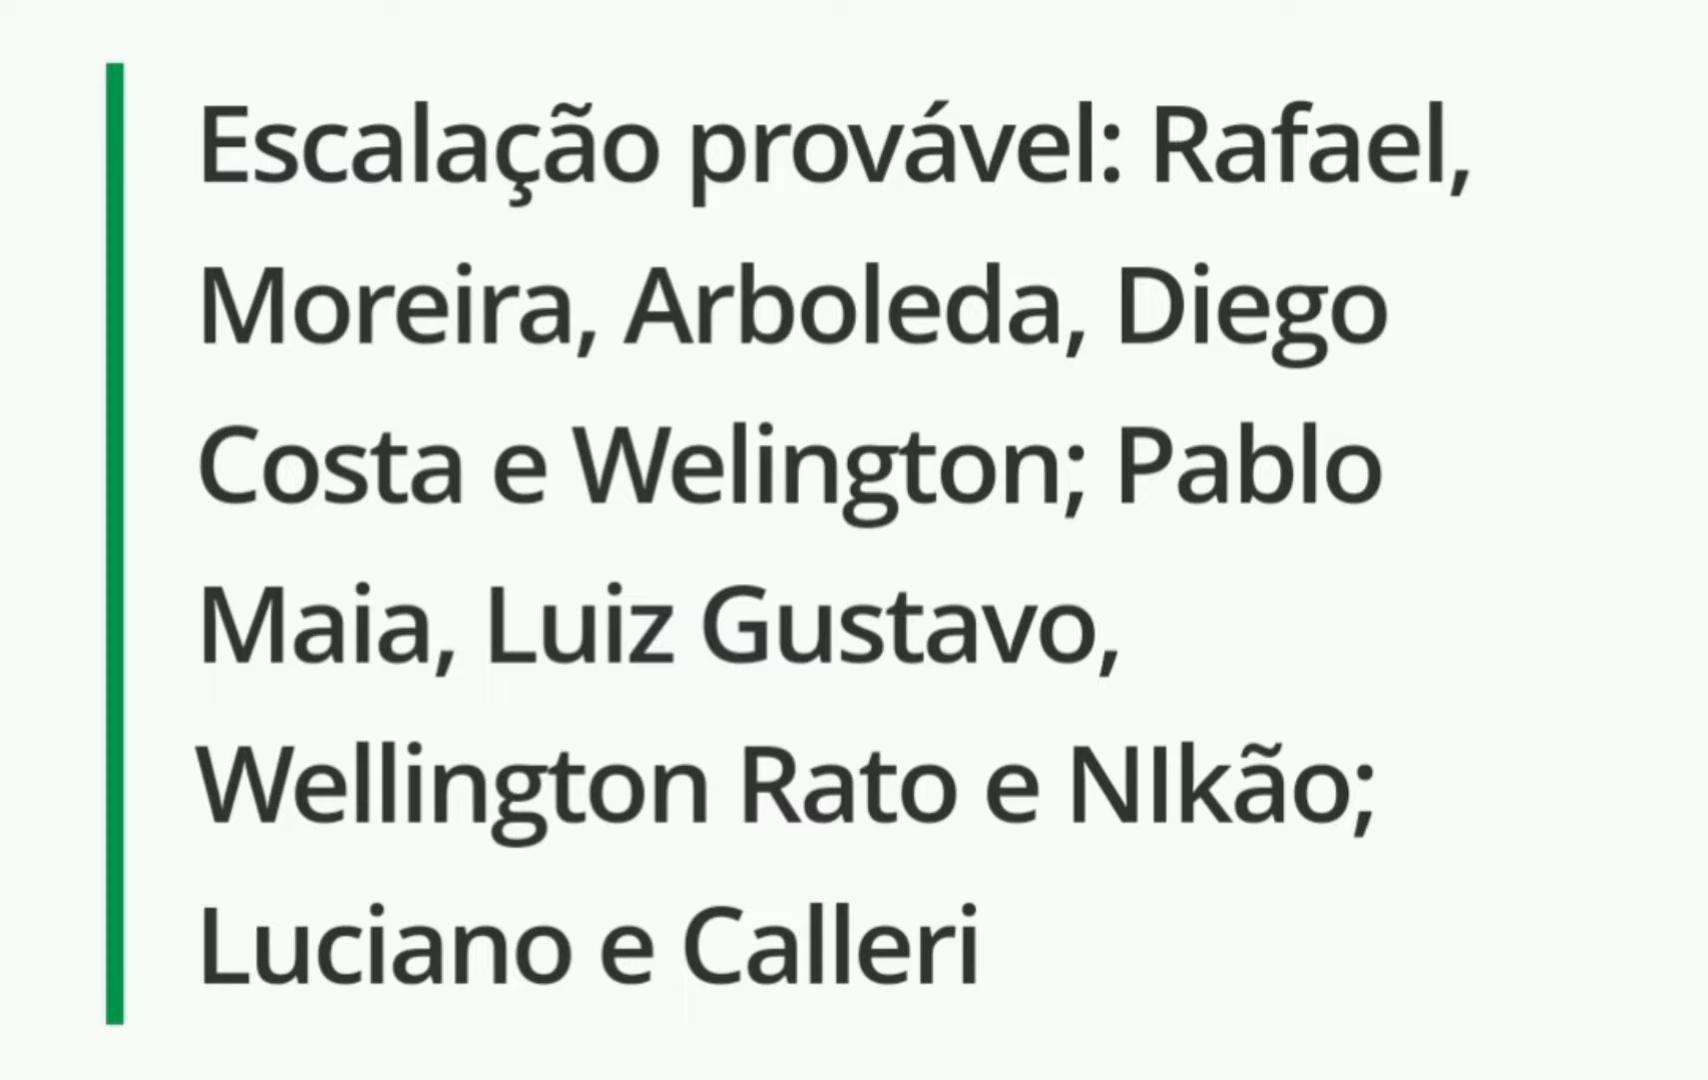 Escalação provável: Rafael,
Moreira, Arboleda, Diego
Costa e Welington; Pablo
Maia, Luiz Gustavo,
Wellington Rato e NIkão;
Luciano e Calleri